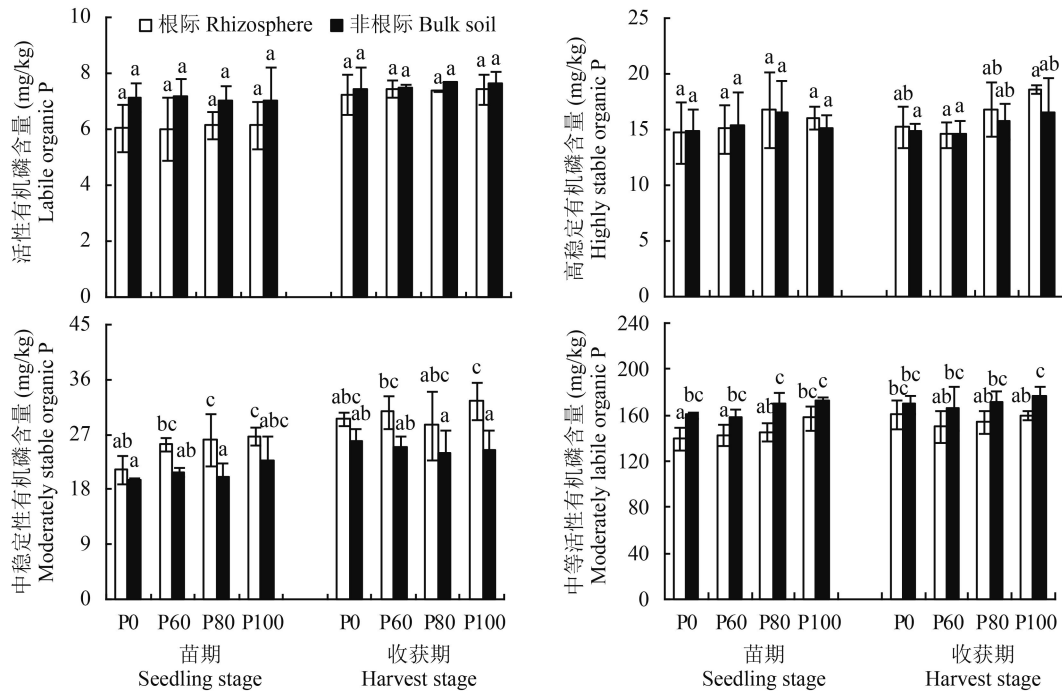 根际 Rhizosphere 非根际 Bulk soil
活性有机磷含量 (mg/kg)
Labile organic P
10
8
6
4
2
0
a a a a a a a a a a a a a a a a
高稳定有机磷含量 (mg/kg)
Highly stable organic P
25
20
15
10
5
0
a a a a a a a a ab a a a ab ab a ab
中稳定性有机磷含量 (mg/kg)
Moderately stable organic P
45
36
27
18
9
0
ab a bc ab c a c abc abc ab bc ab abc a c a
P0 P60 P80 P100 P0 P60 P80 P100
苗期 收获期
Seedling stage Harvest stage
中等活性有机磷含量 (mg/kg)
Moderately labile organic P
240
200
160
120
80
40
0
a bc a bc ab c bc c bc bc ab bc ab bc bc c
P0 P60 P80 P100 P0 P60 P80 P100
苗期 收获期
Seedling stage Harvest stage